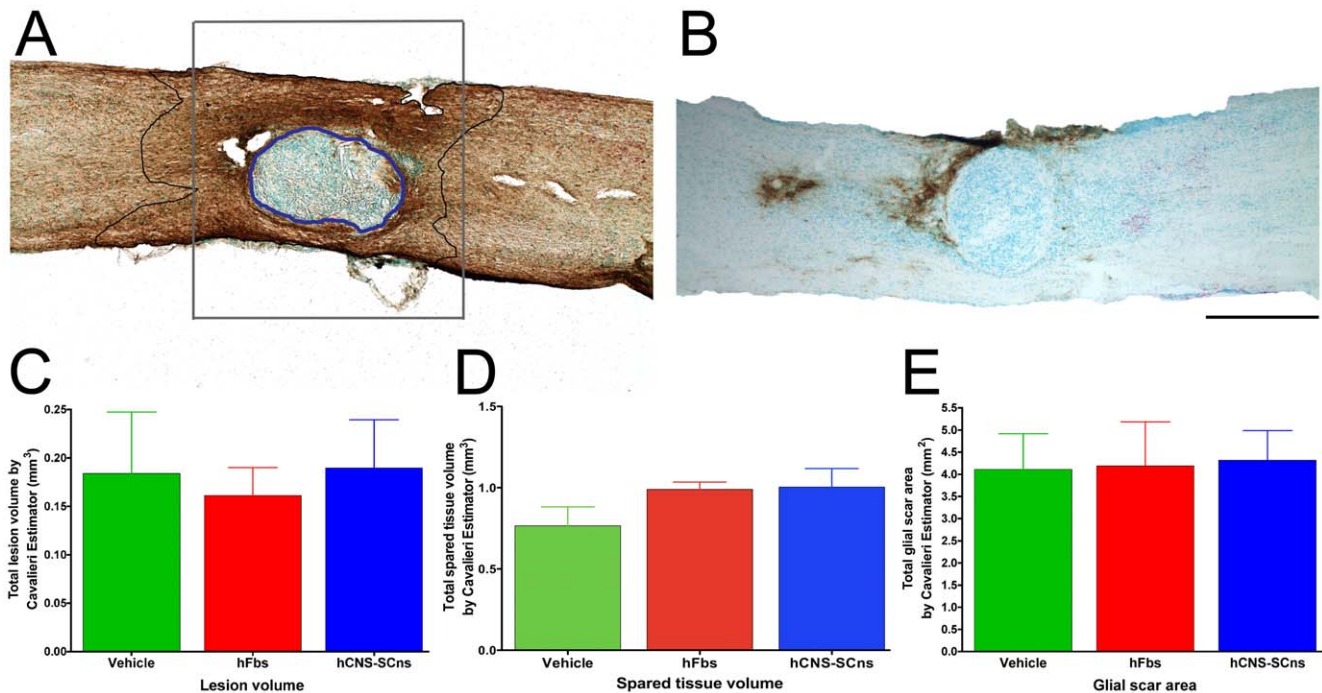 A
B
C
Total lesion volume by
Cavalieri Estimator (mm³)
0.25
0.20
0.15
0.10
0.05
0.00
Vehicle
hFbs
hCNS-SCns
Lesion volume
D
Total spared tissue volume
by Cavalieri Estimator (mm³)
1.5
1.0
0.5
0.0
Vehicle
hFbs
hCNS-SCns
Spared tissue volume
E
Total glial scar area
by Cavalieri Estimator (mm²)
5.5
5.0
4.5
4.0
3.5
3.0
2.5
2.0
1.5
1.0
0.5
0.0
Vehicle
hFbs
hCNS-SCns
Glial scar area